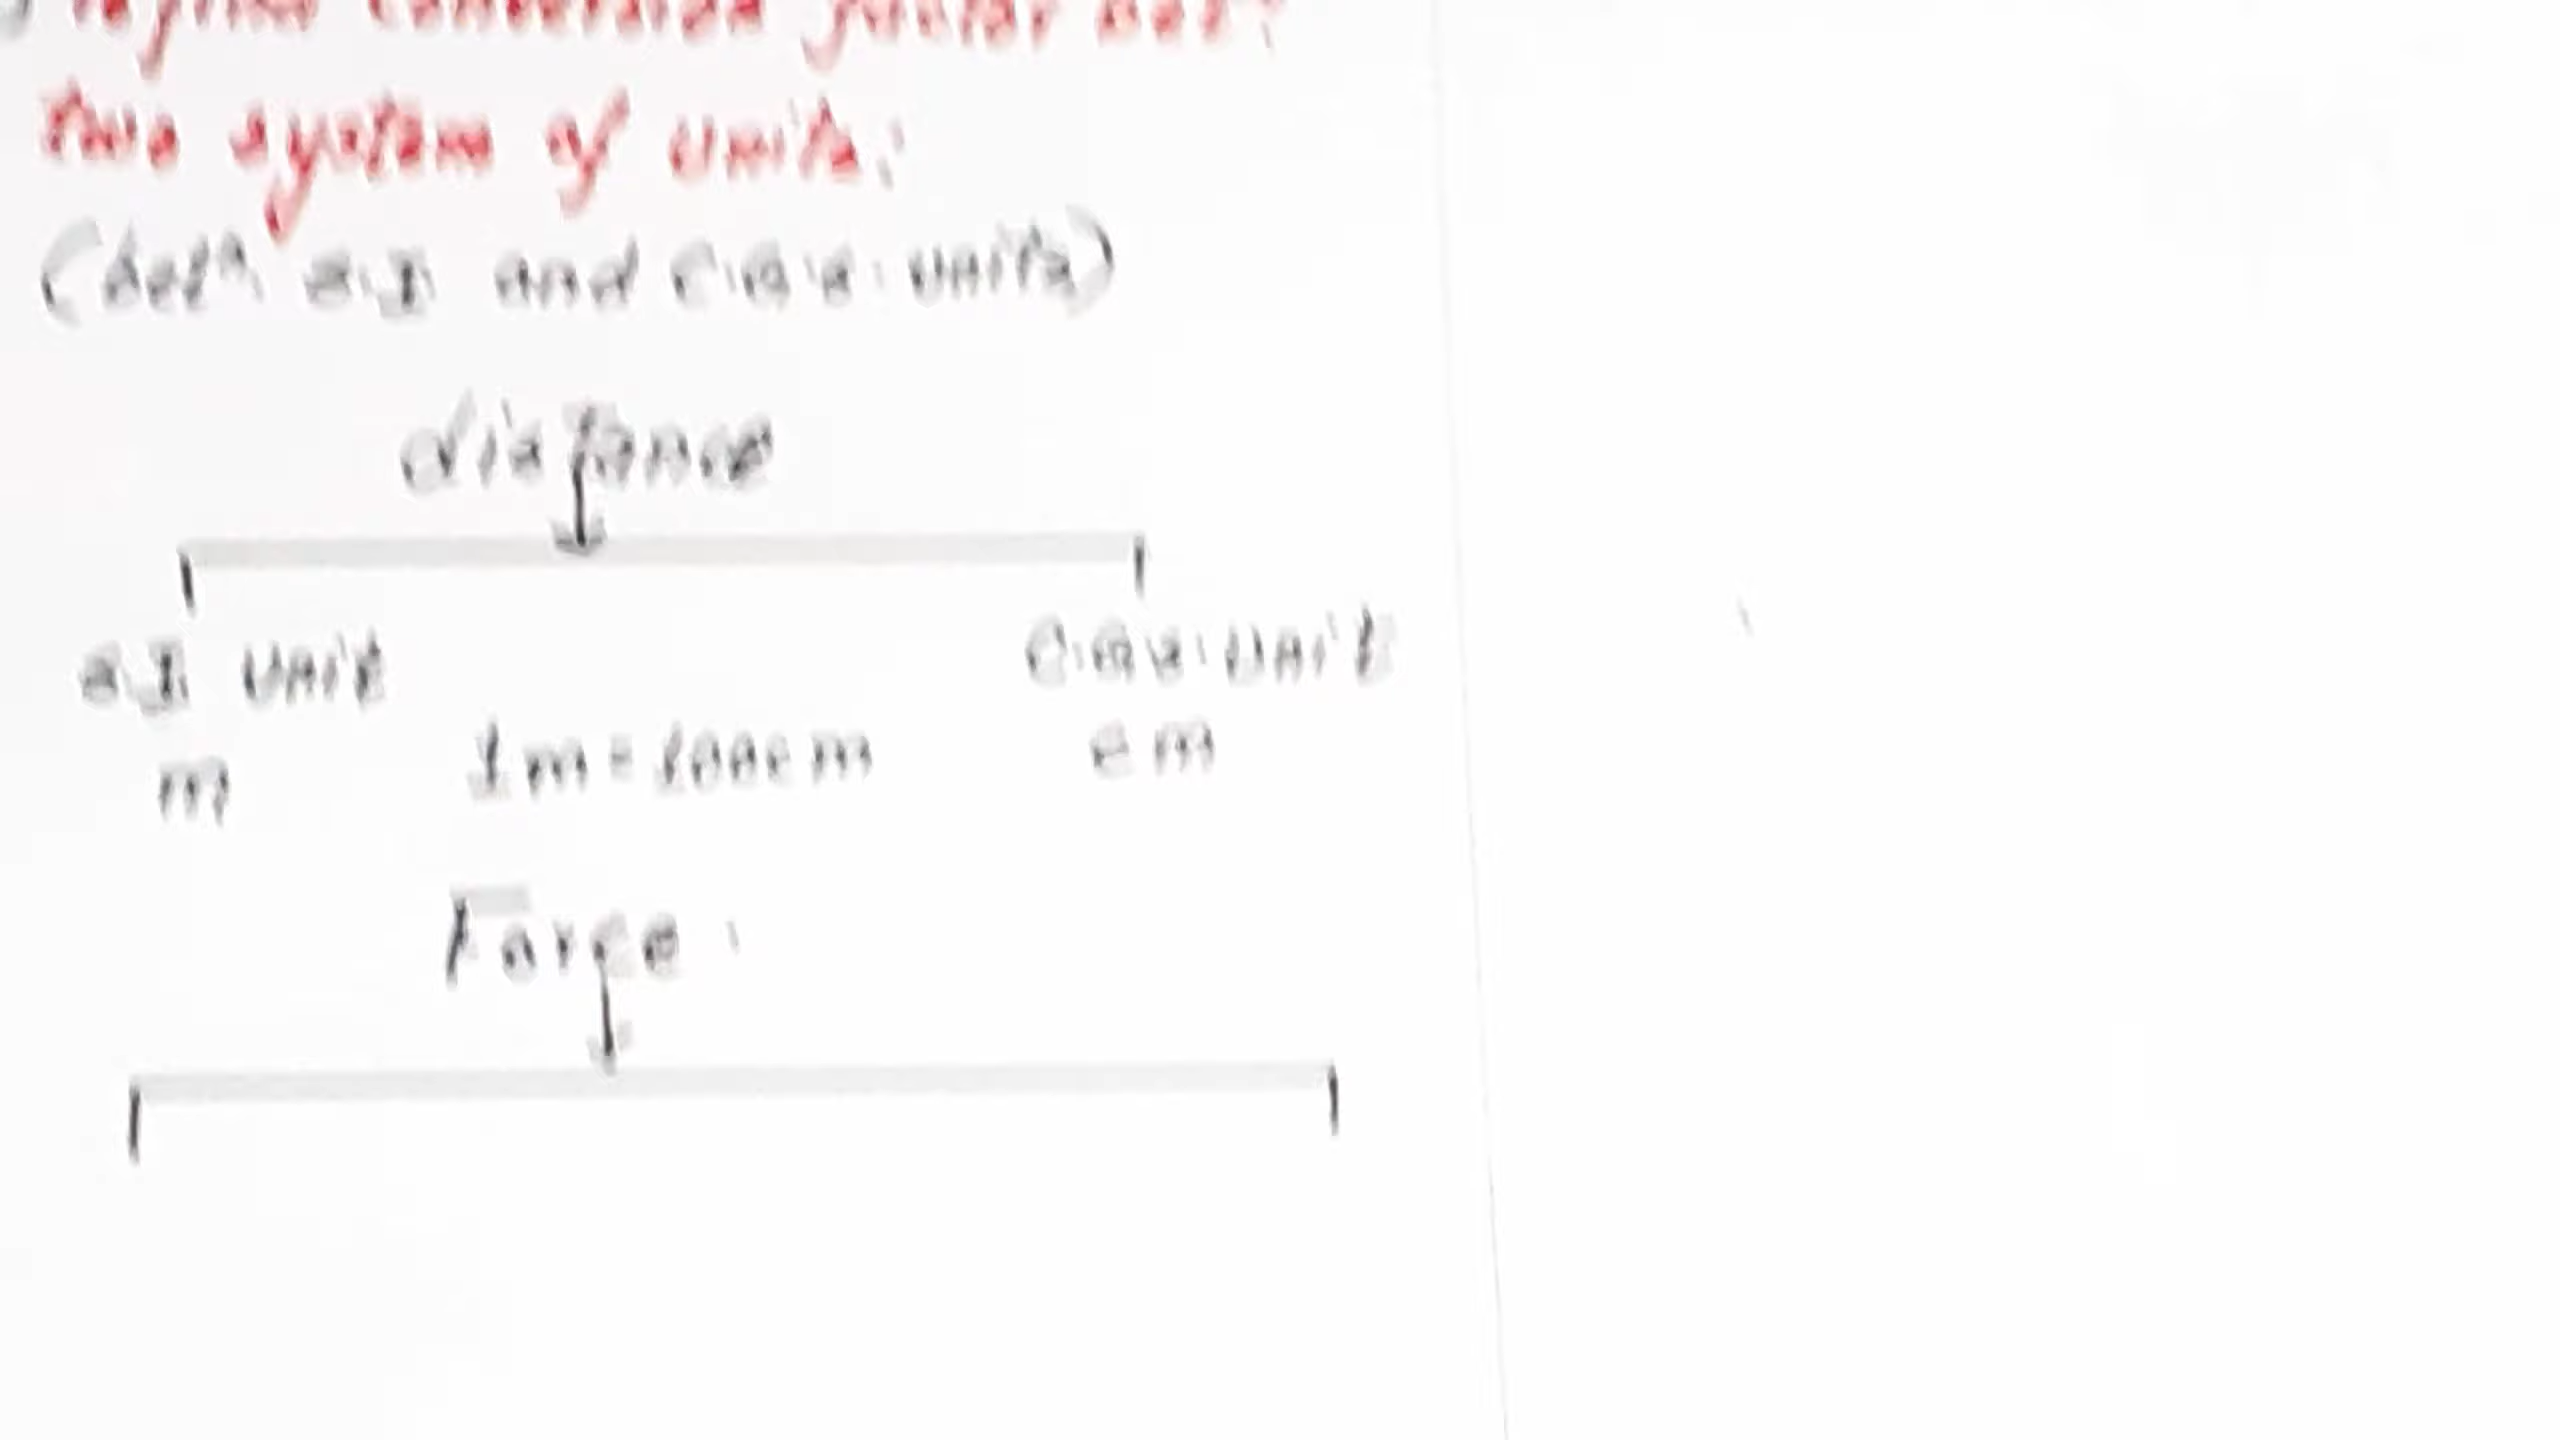 two system of units:
(both S.I and C.G.S. units)
distance
S.I unit
C.G.S. unit
m
1m = 100cm
cm
Force